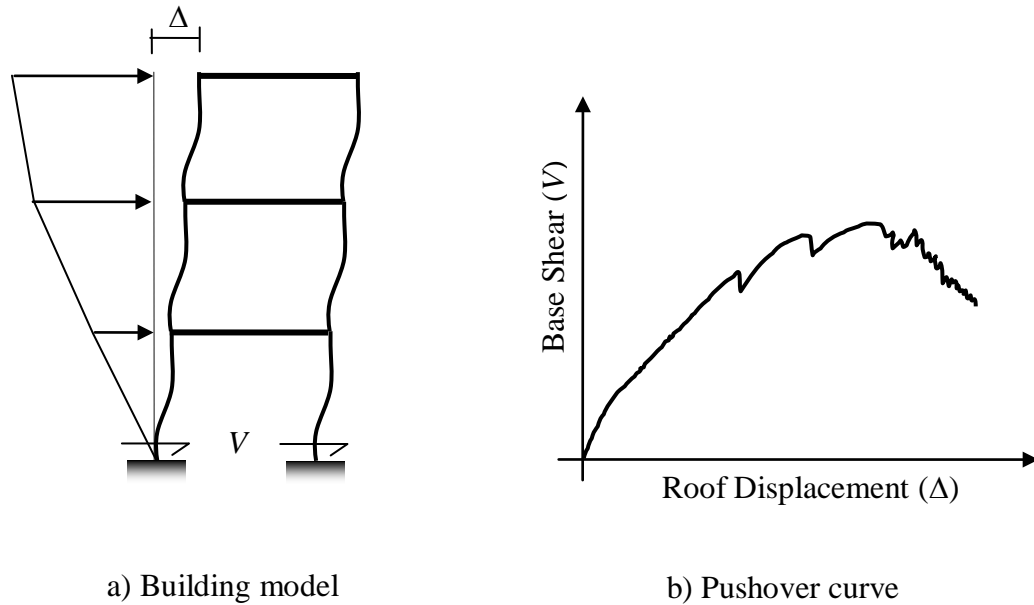 Δ
V
a) Building model
Base Shear (V)
Roof Displacement (Δ)
b) Pushover curve